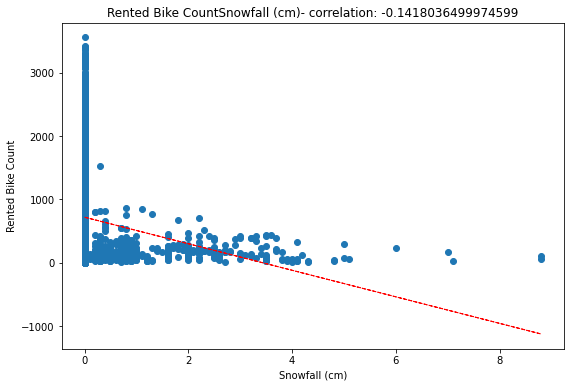 Rented Bike CountSnowfall (cm)- correlation: -0.1418036499974599
3000
2000
1000
0
−1000
Rented Bike Count
0 2 4 6 8
Snowfall (cm)